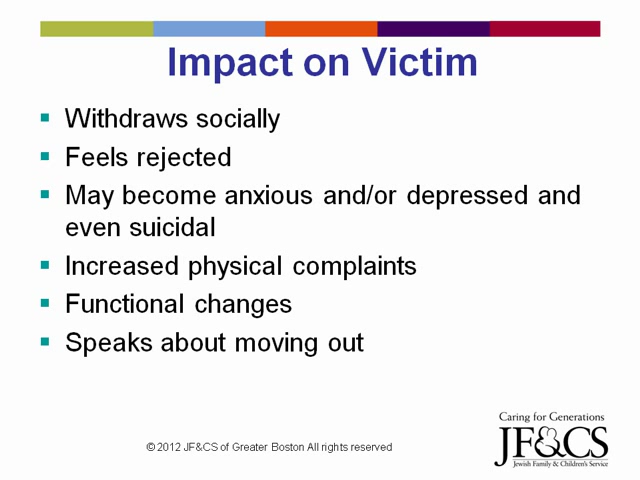 Impact on Victim
Withdraws socially
Feels rejected
May become anxious and/or depressed and
even suicidal
Increased physical complaints
Functional changes
Speaks about moving out
Caring for Generations
JF&CS
Jewish Family & Children's Service
© 2012 JF&CS of Greater Boston All rights reserved